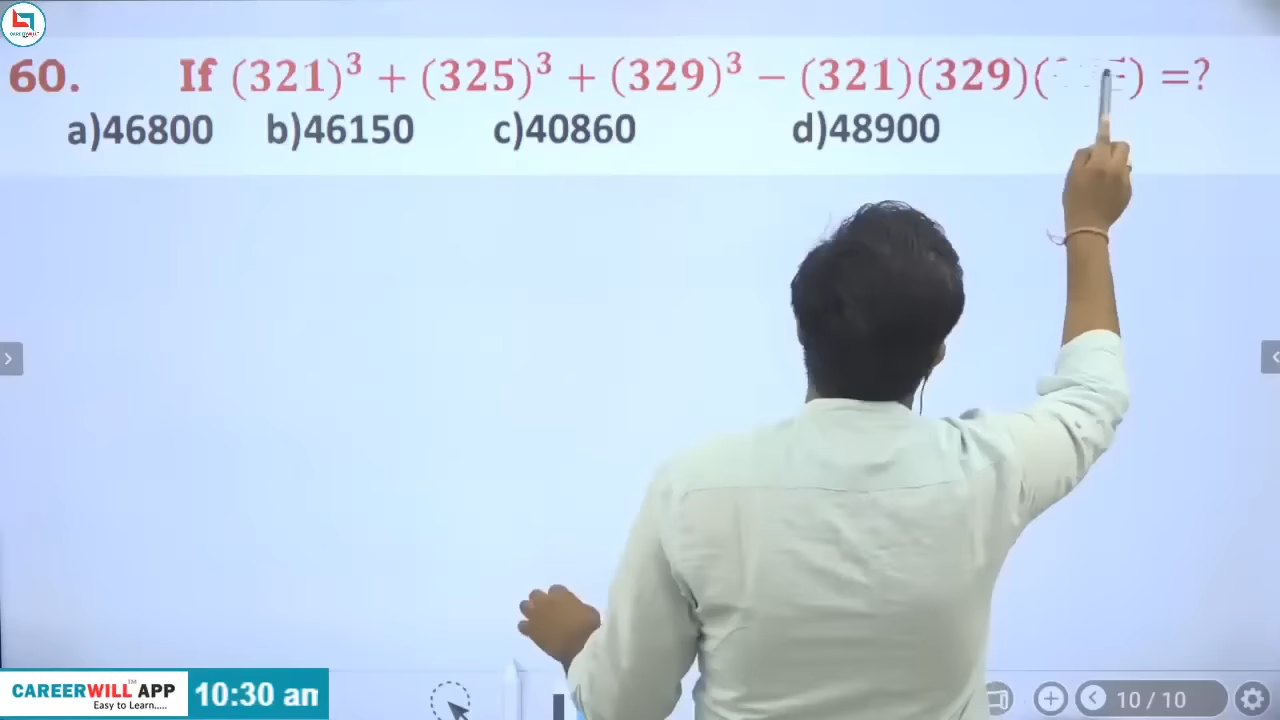 CAREERWILL
60. If (321)³ + (325)³ + (329)³ − (321)(329)( ) =?
a)46800 b)46150 c)40860 d)48900
CAREERWILL™ APP
Easy to Learn.....
10:30 an
10 / 10